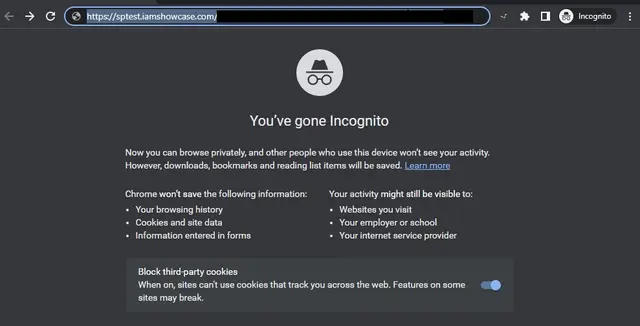 https://sptest.iamshowcase.com/
Incognito
You've gone Incognito
Now you can browse privately, and other people who use this device won't see your activity.
However, downloads, bookmarks and reading list items will be saved. Learn more
Chrome won't save the following information:
• Your browsing history
• Cookies and site data
• Information entered in forms
Your activity might still be visible to:
• Websites you visit
• Your employer or school
• Your internet service provider
Block third-party cookies
When on, sites can't use cookies that track you across the web. Features on some
sites may break.